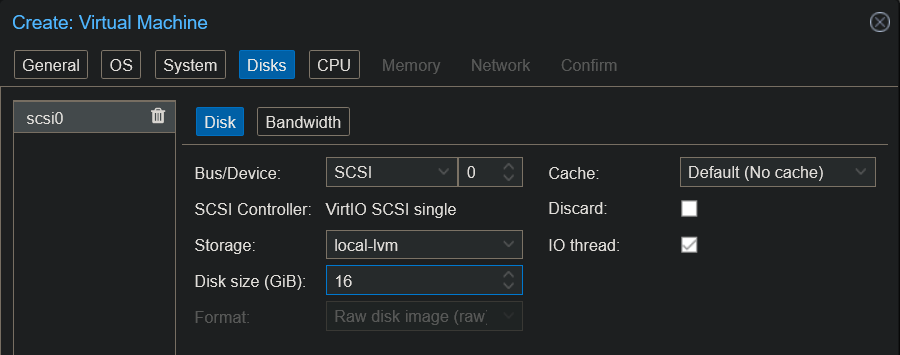 Create: Virtual Machine
General OS System Disks CPU Memory Network Confirm
scsi0 Disk Bandwidth
Bus/Device: SCSI 0 Cache: Default (No cache)
SCSI Controller: VirtIO SCSI single Discard:
Storage: local-lvm IO thread:
Disk size (GiB): 16
Format: Raw disk image (raw)